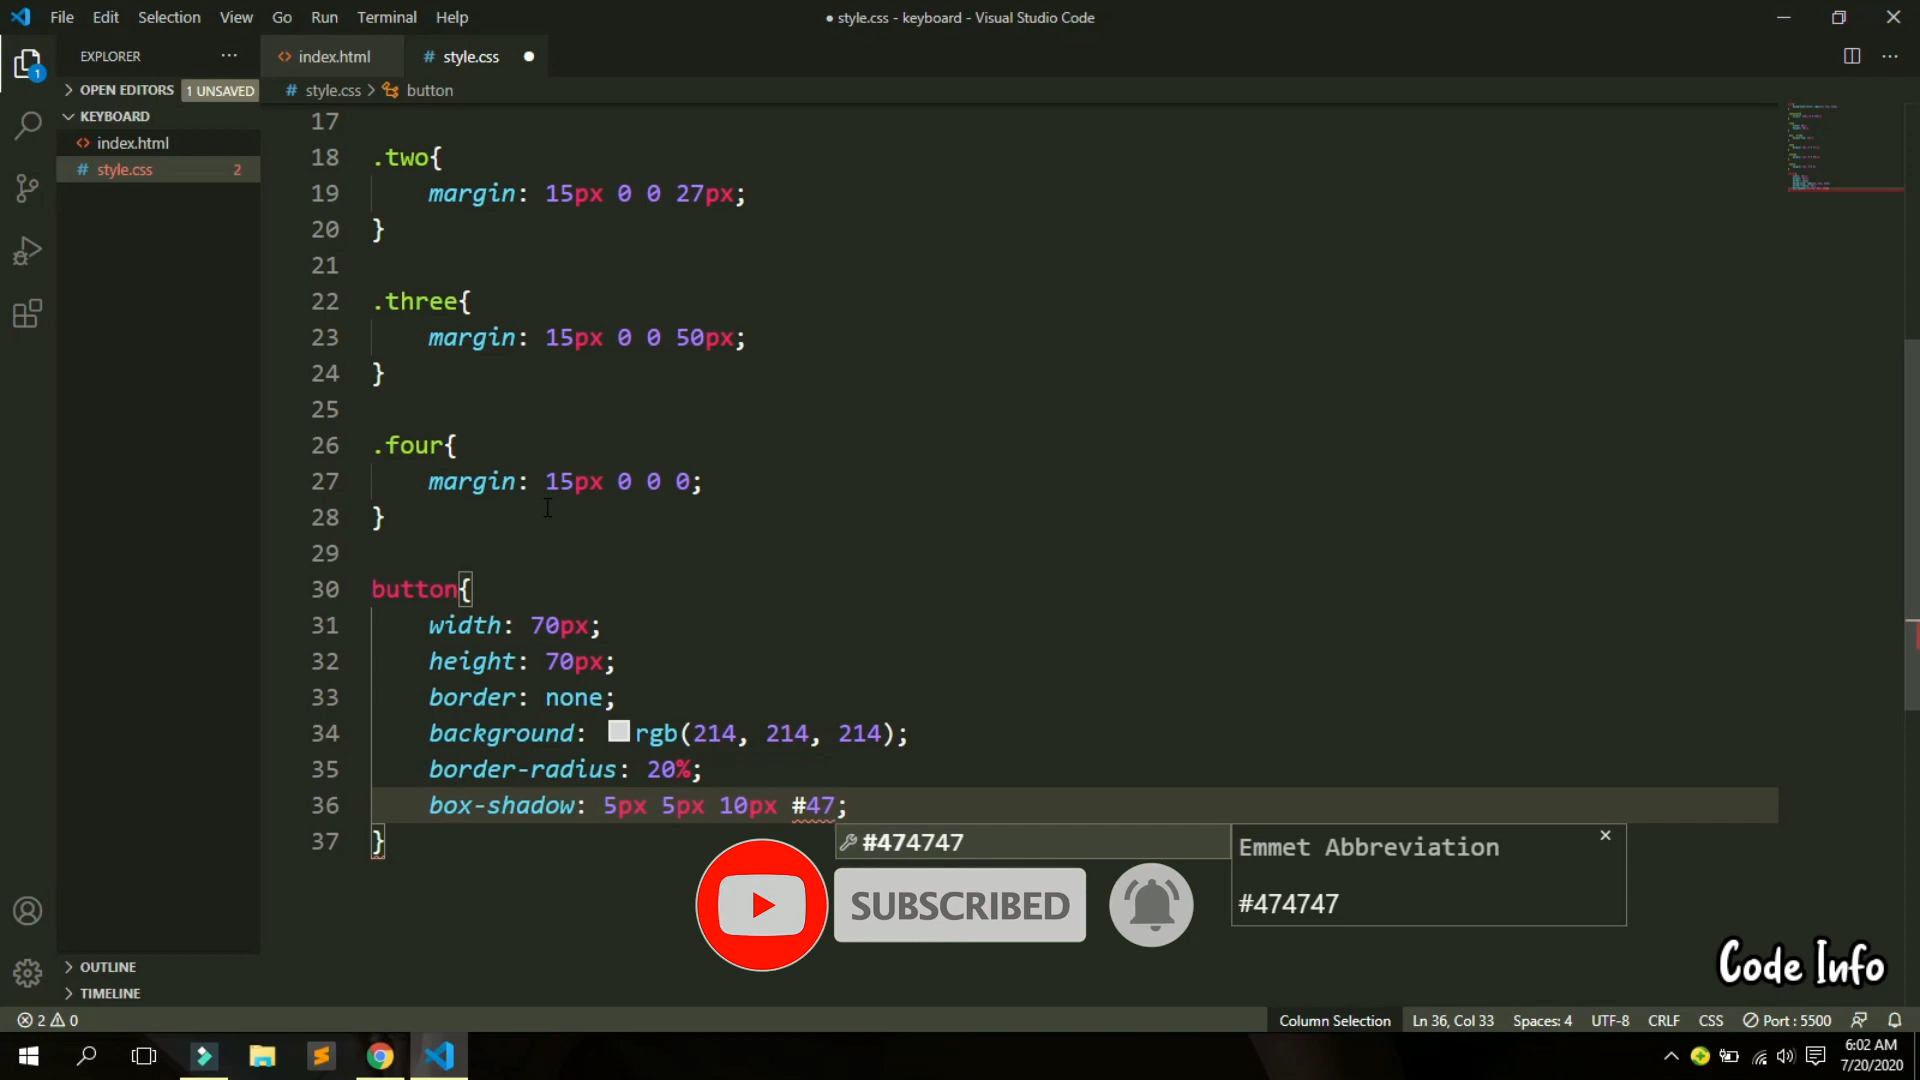 File Edit Selection View Go Run Terminal Help
● style.css - keyboard - Visual Studio Code
EXPLORER
index.html
# style.css
OPEN EDITORS 1 UNSAVED
# style.css > button
KEYBOARD
index.html
# style.css 2
1
17
18 .two{
19 margin: 15px 0 0 27px;
20 }
21
22 .three{
23 margin: 15px 0 0 50px;
24 }
25
26 .four{
27 margin: 15px 0 0 0;
28 }
29
30 button{
31 width: 70px;
32 height: 70px;
33 border: none;
34 background: rgb(214, 214, 214);
35 border-radius: 20%;
36 box-shadow: 5px 5px 10px #47;
37 }
#474747
Emmet Abbreviation
#474747
SUBSCRIBED
Code Info
OUTLINE
TIMELINE
2 0
Column Selection Ln 36, Col 33 Spaces: 4 UTF-8 CRLF CSS Port : 5500
6:02 AM
7/20/2020